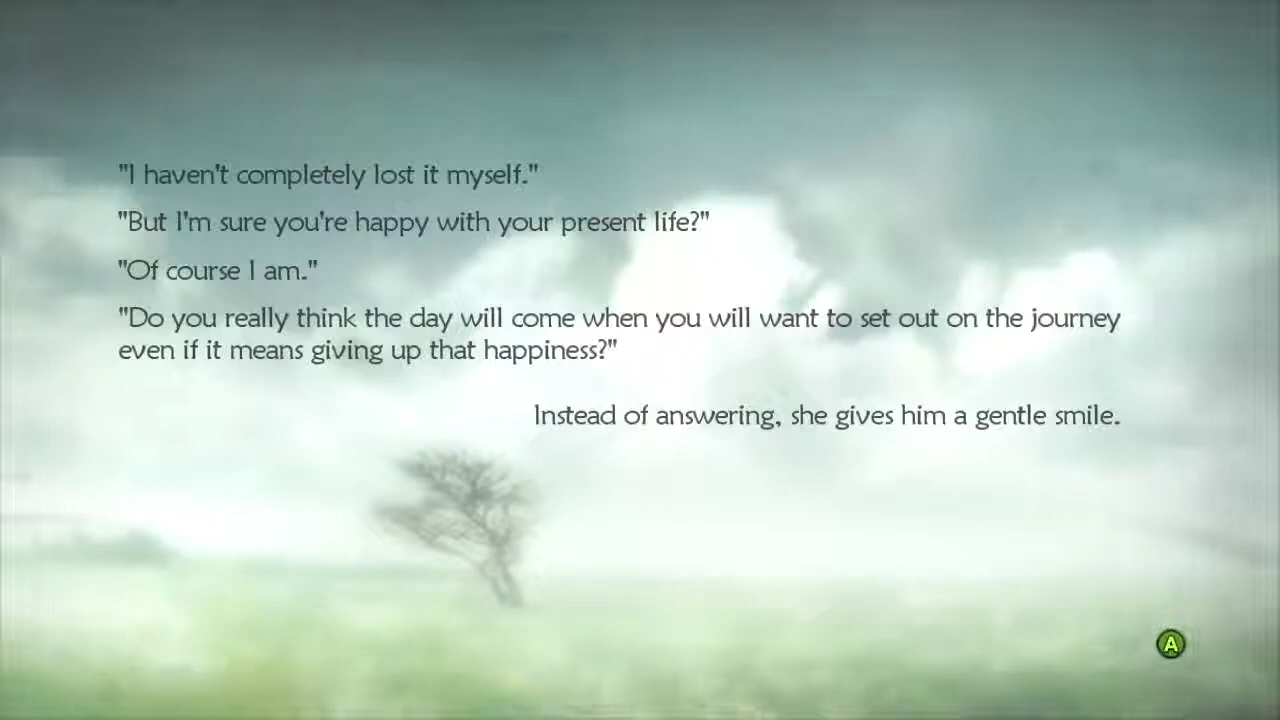 "I haven't completely lost it myself."
"But I'm sure you're happy with your present life?"
"Of course I am."
"Do you really think the day will come when you will want to set out on the journey
even if it means giving up that happiness?"
Instead of answering, she gives him a gentle smile.
A